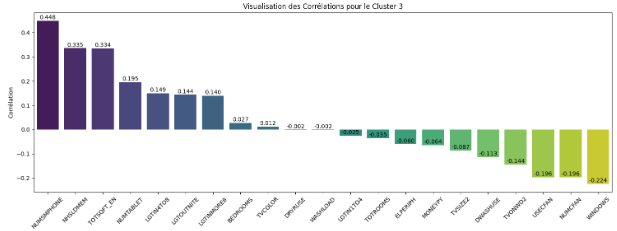 Visualisation des Corrélations pour le Cluster 3
Corrélation
0.4
0.3
0.2
0.1
0.0
-0.1
-0.2
0.448
0.335
0.334
0.195
0.149
0.144
0.140
0.027
0.012
-0.002
-0.002
-0.025
-0.035
-0.060
-0.064
-0.087
-0.113
-0.144
-0.196
-0.196
-0.224
NUMSMPHONE
NHSLDMEM
TOTSQFT_EN
NUMTABLET
LGTIN4TO8
LGTOUTNITE
LGTINMORE8
BEDROOMS
TVCOLOR
DRYRUSE
WASHLOAD
LGTIN1TO4
TOTROOMS
ELPERIPH
MONEYPY
TVSIZE2
DWASHUSE
TVONWD2
USECFAN
NUMCFAN
WINDOWS